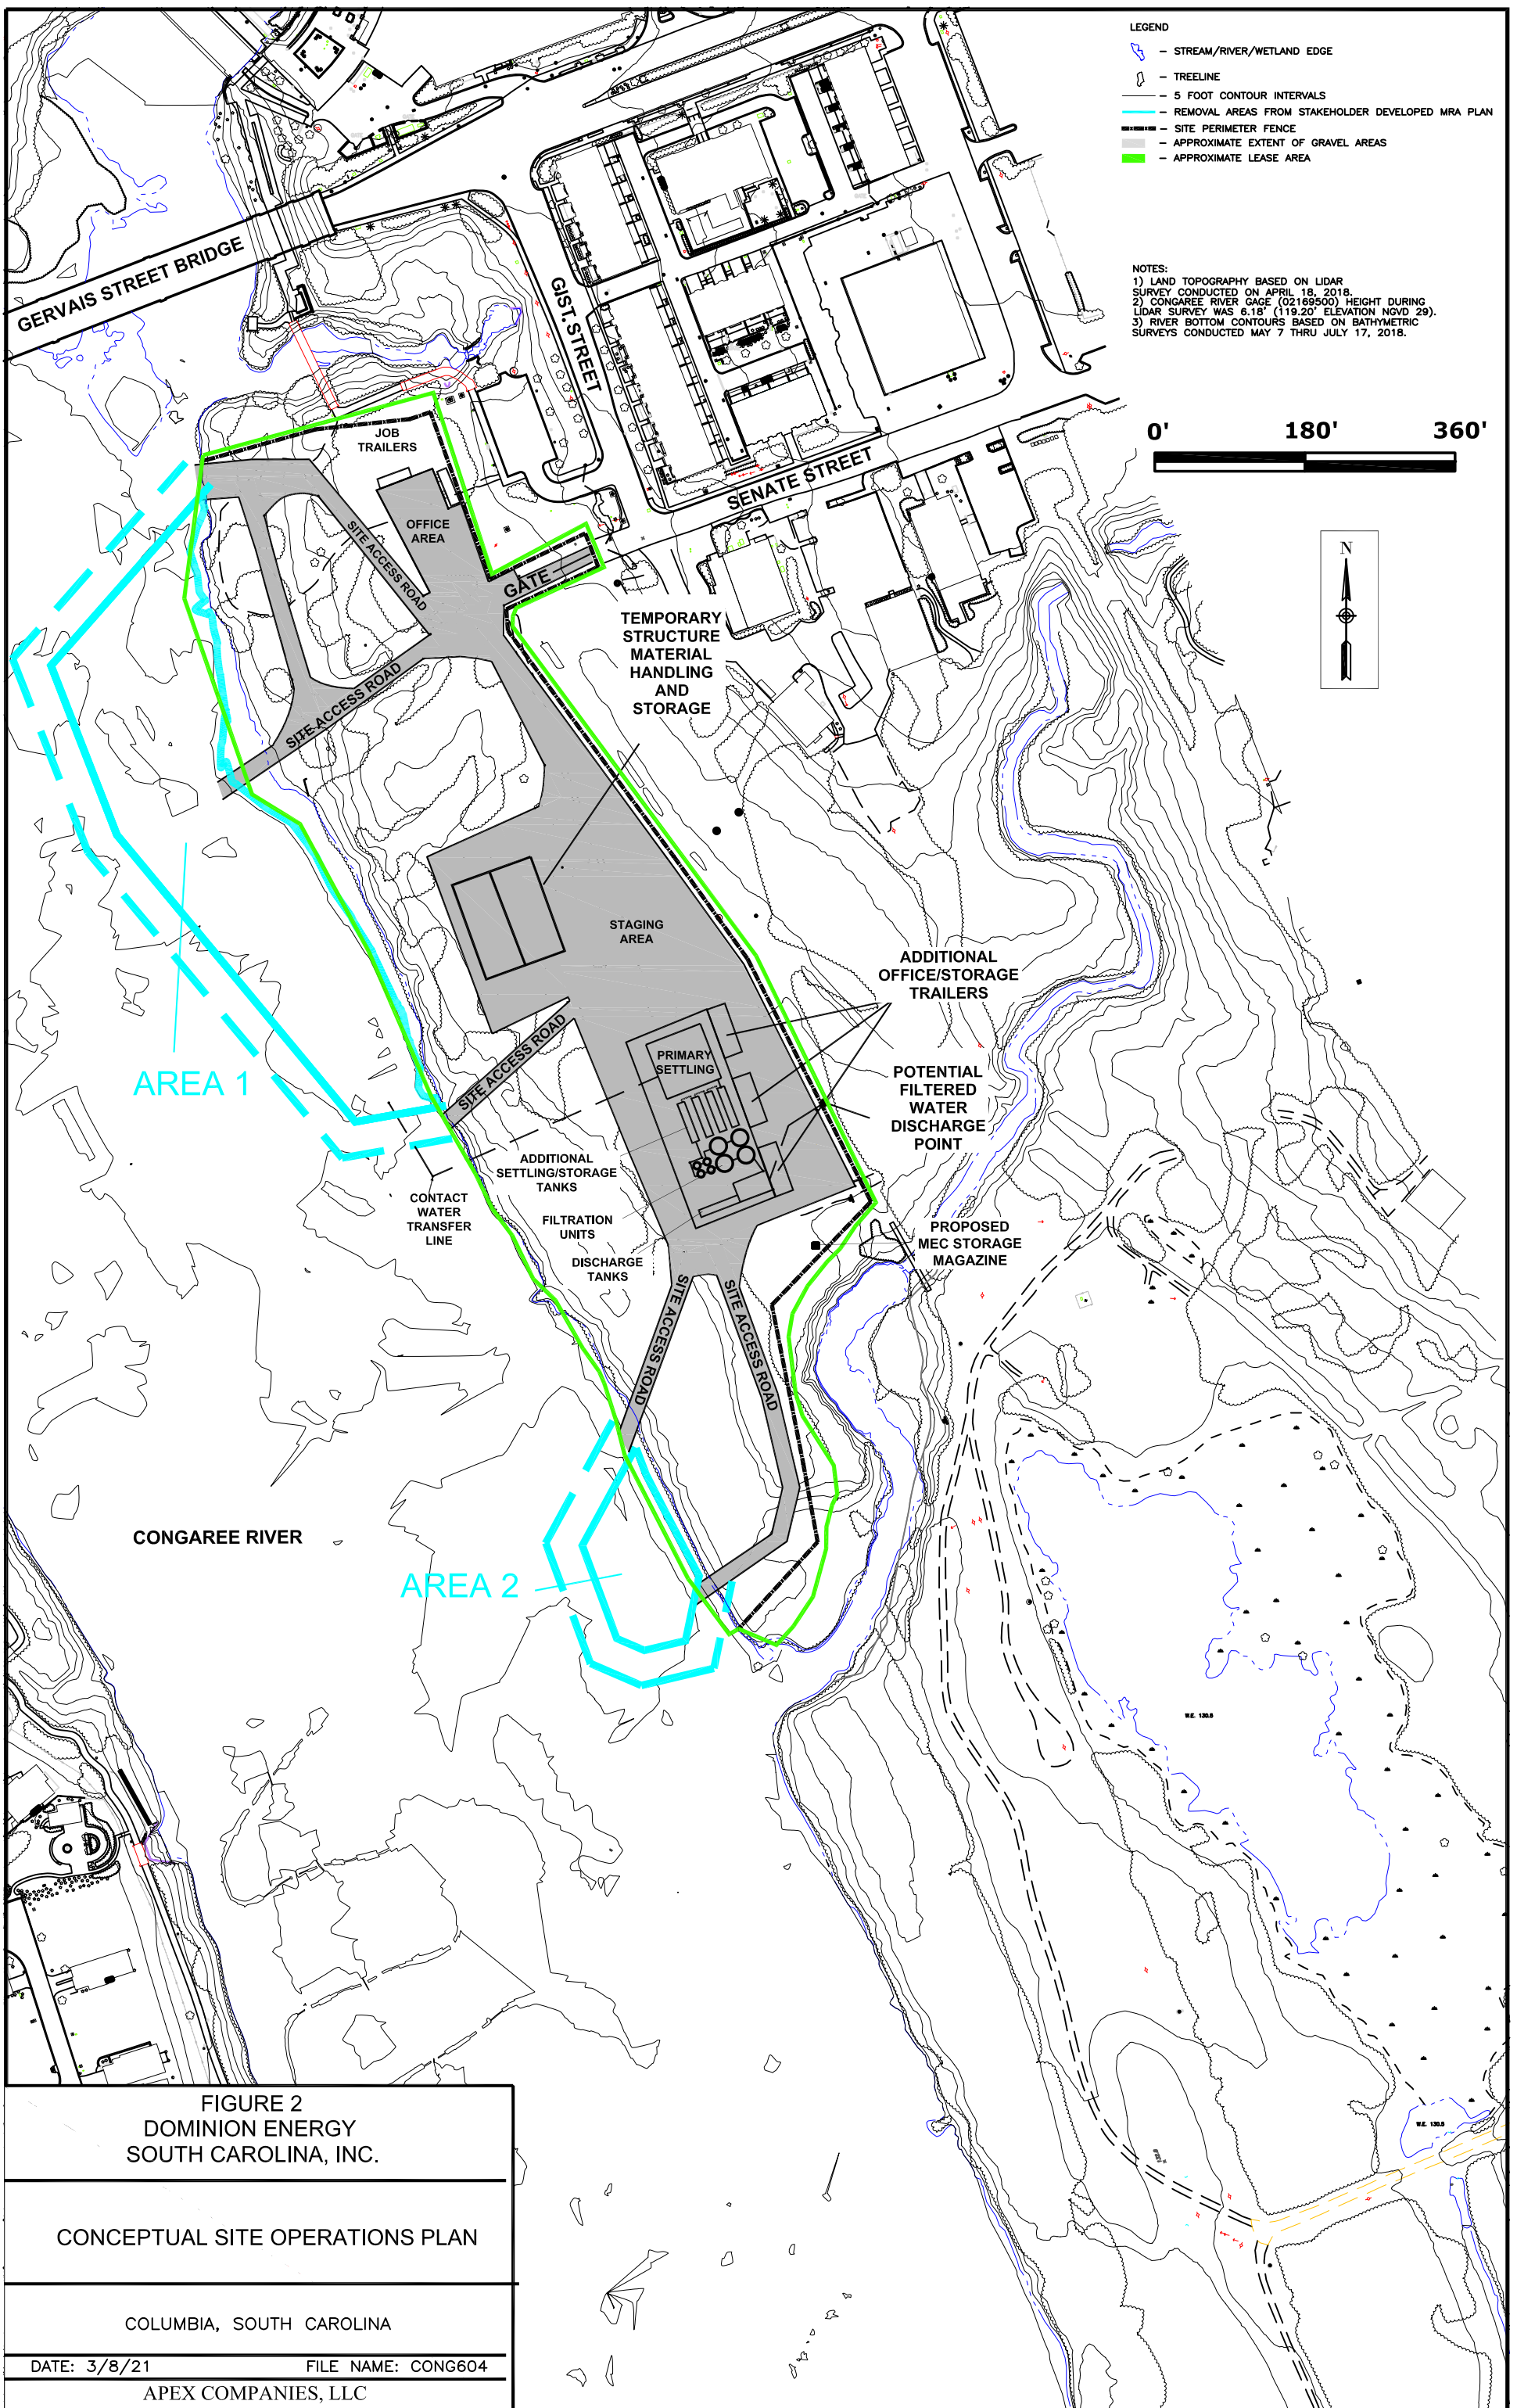 LEGEND
– STREAM/RIVER/WETLAND EDGE
– TREELINE
– 5 FOOT CONTOUR INTERVALS
– REMOVAL AREAS FROM STAKEHOLDER DEVELOPED MRA PLAN
– SITE PERIMETER FENCE
– APPROXIMATE EXTENT OF GRAVEL AREAS
– APPROXIMATE LEASE AREA
NOTES:
1) LAND TOPOGRAPHY BASED ON LIDAR
SURVEY CONDUCTED ON APRIL 18, 2018.
2) CONGAREE RIVER GAGE (02169500) HEIGHT DURING
LIDAR SURVEY WAS 6.18' (119.20' ELEVATION NGVD 29).
3) RIVER BOTTOM CONTOURS BASED ON BATHYMETRIC
SURVEYS CONDUCTED MAY 7 THRU JULY 17, 2018.
0' 180' 360'
N
GERVAIS STREET BRIDGE
GIST. STREET
SENATE STREET
JOB
TRAILERS
OFFICE
AREA
SITE ACCESS ROAD
GATE
SITE ACCESS ROAD
TEMPORARY
STRUCTURE
MATERIAL
HANDLING
AND
STORAGE
STAGING
AREA
ADDITIONAL
OFFICE/STORAGE
TRAILERS
SITE ACCESS ROAD
PRIMARY
SETTLING
POTENTIAL
FILTERED
WATER
DISCHARGE
POINT
AREA 1
ADDITIONAL
SETTLING/STORAGE
TANKS
CONTACT
WATER
TRANSFER
LINE
FILTRATION
UNITS
DISCHARGE
TANKS
PROPOSED
MEC STORAGE
MAGAZINE
SITE ACCESS ROAD
SITE ACCESS ROAD
CONGAREE RIVER
AREA 2
W.E. 130.8
W.E. 130.8
FIGURE 2
DOMINION ENERGY
SOUTH CAROLINA, INC.
CONCEPTUAL SITE OPERATIONS PLAN
COLUMBIA, SOUTH CAROLINA
DATE: 3/8/21 FILE NAME: CONG604
APEX COMPANIES, LLC